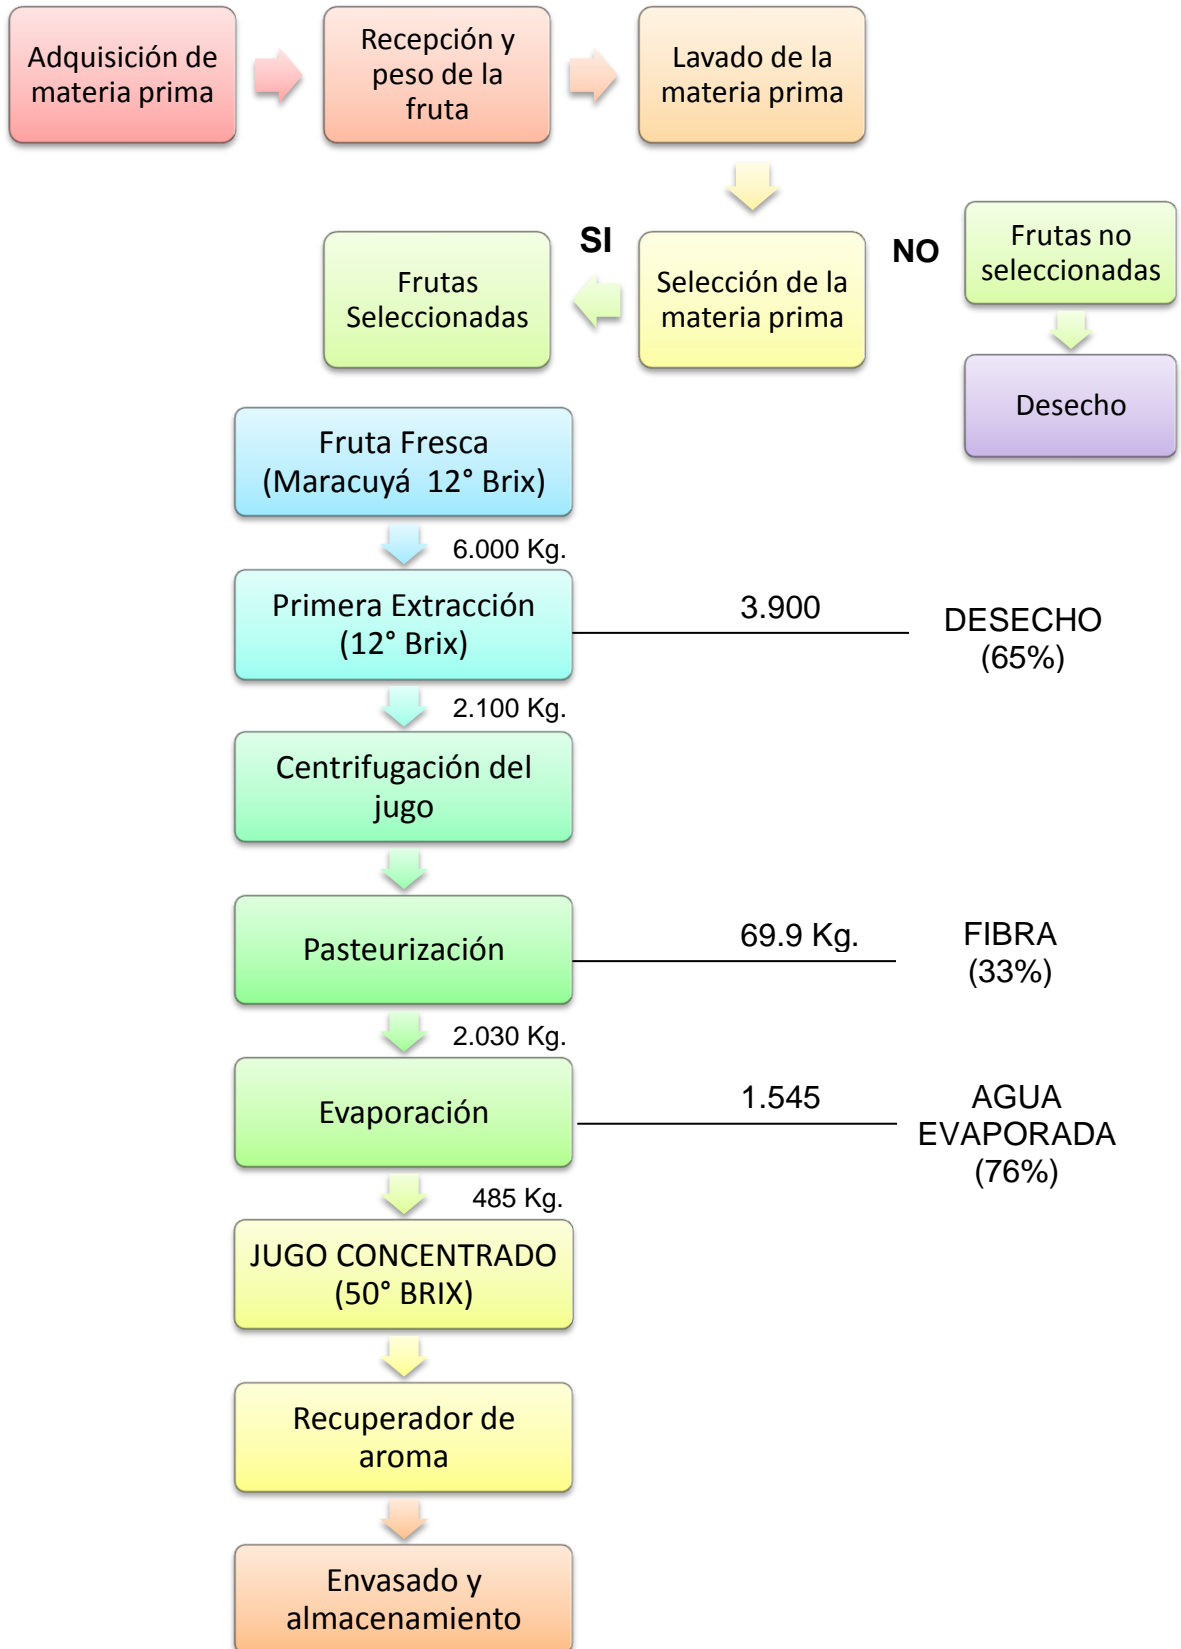 Adquisición de
materia prima
Recepción y
peso de la
fruta
Lavado de la
materia prima
Frutas
Seleccionadas
SI
Selección de la
materia prima
NO
Frutas no
seleccionadas
Desecho
Fruta Fresca
(Maracuyá 12° Brix)
6.000 Kg.
Primera Extracción
(12° Brix)
3.900
DESECHO
(65%)
2.100 Kg.
Centrifugación del
jugo
Pasteurización
69.9 Kg.
FIBRA
(33%)
2.030 Kg.
Evaporación
1.545
AGUA
EVAPORADA
(76%)
485 Kg.
JUGO CONCENTRADO
(50° BRIX)
Recuperador de
aroma
Envasado y
almacenamiento